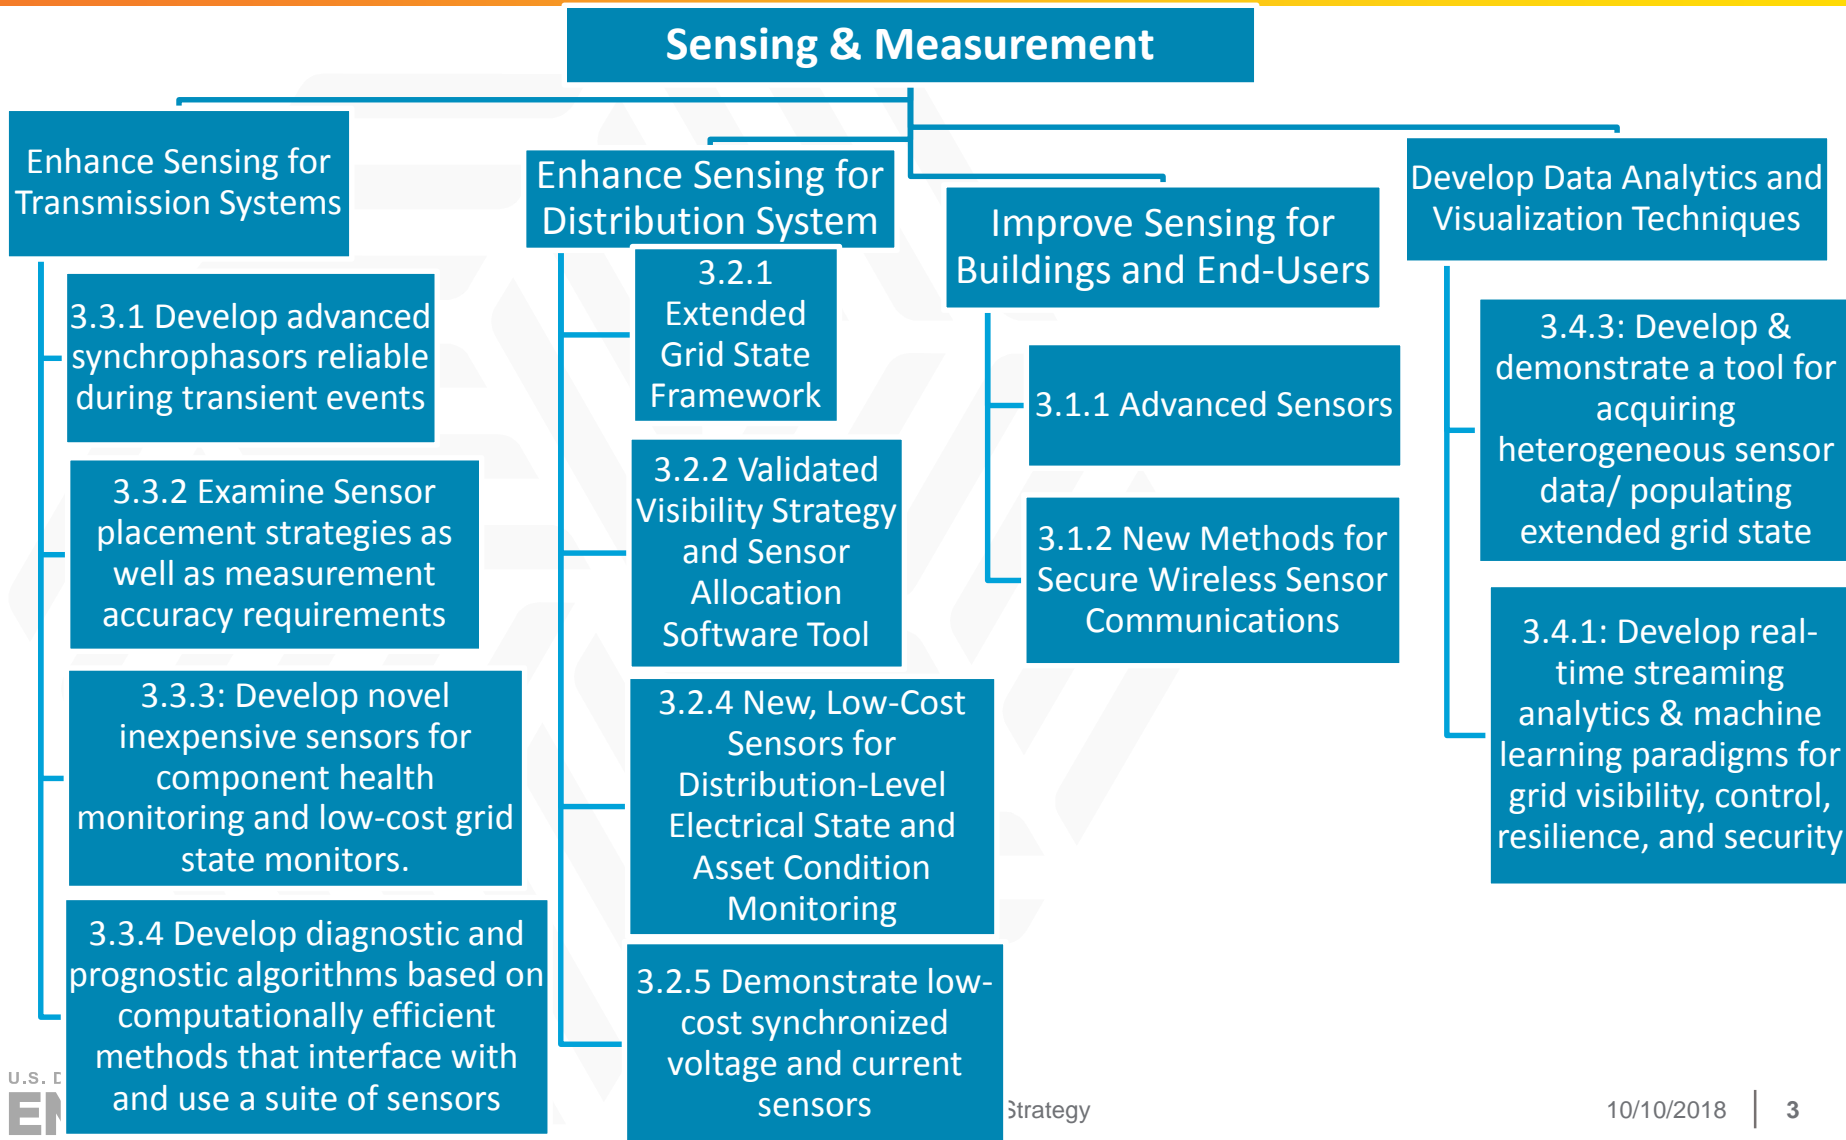 Sensing & Measurement
Enhance Sensing for
Transmission Systems
3.3.1 Develop advanced
synchrophasors reliable
during transient events
3.3.2 Examine Sensor
placement strategies as
well as measurement
accuracy requirements
3.3.3: Develop novel
inexpensive sensors for
component health
monitoring and low-cost grid
state monitors.
3.3.4 Develop diagnostic and
prognostic algorithms based on
computationally efficient
methods that interface with
and use a suite of sensors
Enhance Sensing for
Distribution System
3.2.1
Extended
Grid State
Framework
3.2.2 Validated
Visibility Strategy
and Sensor
Allocation
Software Tool
3.2.4 New, Low-Cost
Sensors for
Distribution-Level
Electrical State and
Asset Condition
Monitoring
3.2.5 Demonstrate low-
cost synchronized
voltage and current
sensors
Improve Sensing for
Buildings and End-Users
3.1.1 Advanced Sensors
3.1.2 New Methods for
Secure Wireless Sensor
Communications
Develop Data Analytics and
Visualization Techniques
3.4.3: Develop &
demonstrate a tool for
acquiring
heterogeneous sensor
data/ populating
extended grid state
3.4.1: Develop real-
time streaming
analytics & machine
learning paradigms for
grid visibility, control,
resilience, and security
U.S.
Strategy
10/10/2018
3